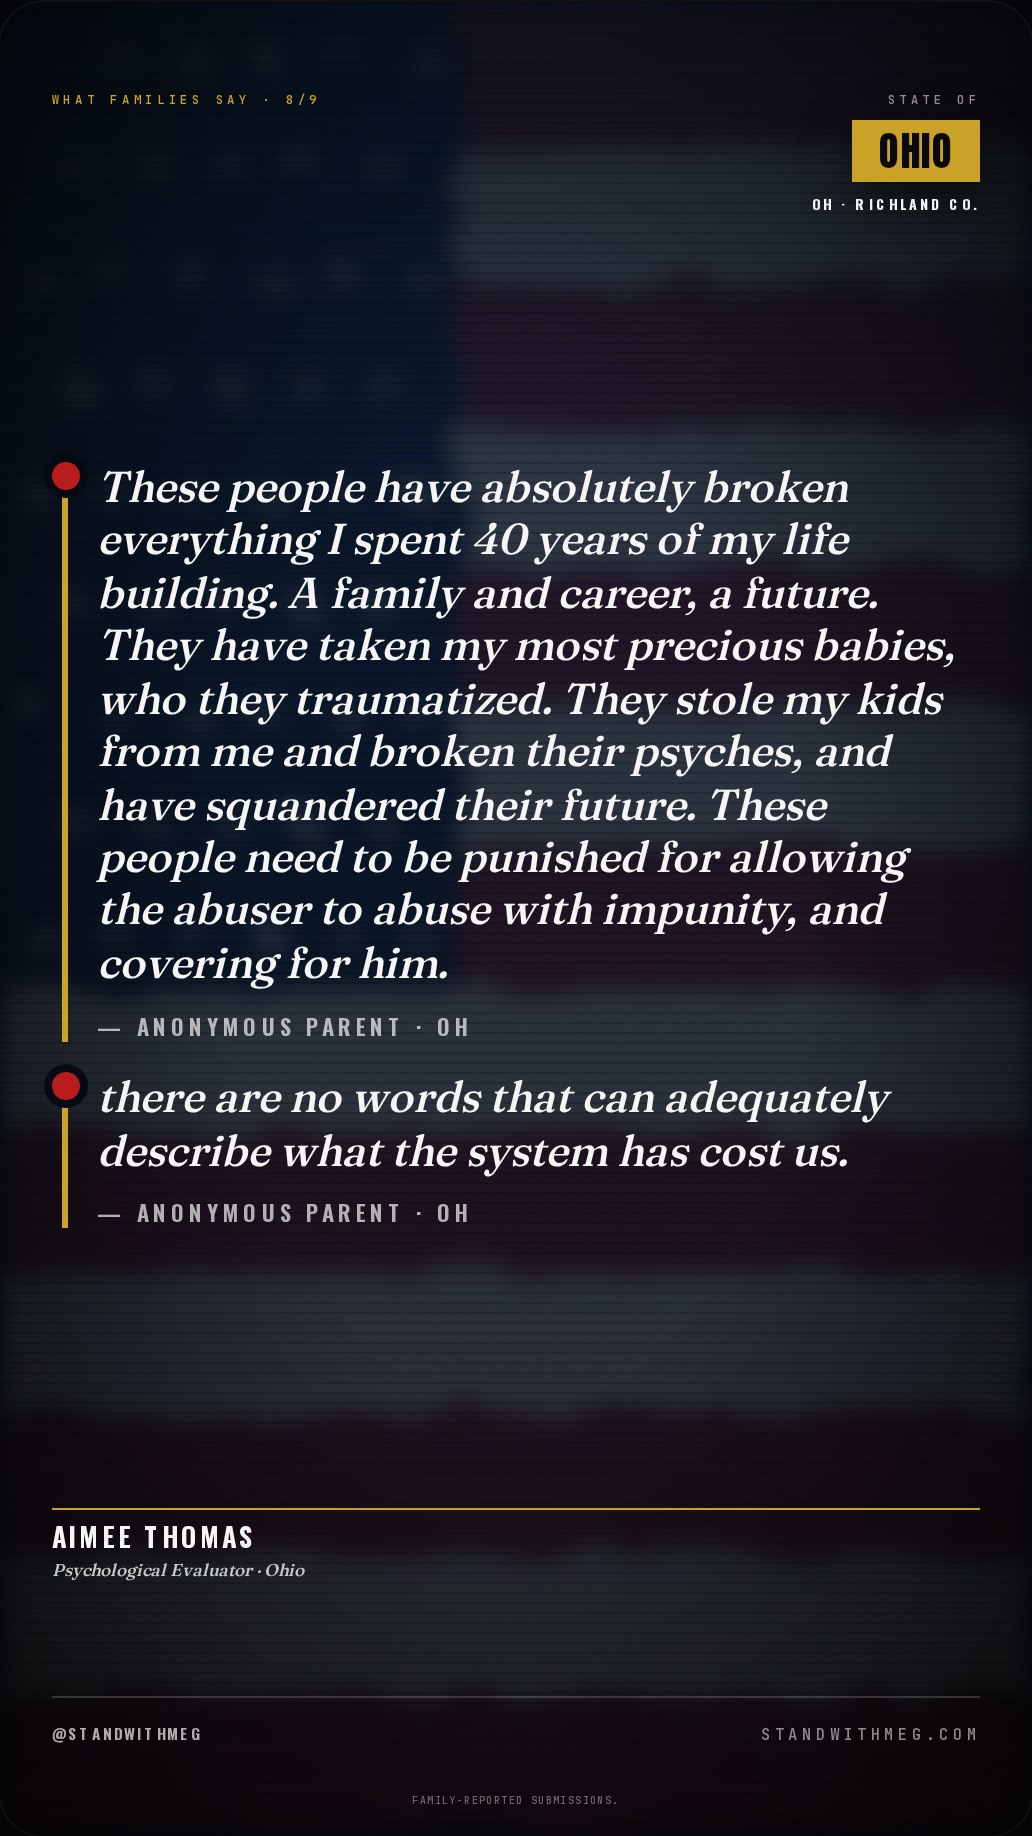 WHAT FAMILIES SAY · 8/9
STATE OF
OHIO
OH · RICHLAND CO.
These people have absolutely broken
everything I spent 40 years of my life
building. A family and career, a future.
They have taken my most precious babies,
who they traumatized. They stole my kids
from me and broken their psyches, and
have squandered their future. These
people need to be punished for allowing
the abuser to abuse with impunity, and
covering for him.
— ANONYMOUS PARENT · OH
there are no words that can adequately
describe what the system has cost us.
— ANONYMOUS PARENT · OH
AIMEE THOMAS
Psychological Evaluator · Ohio
@STANDWITHMEG
STANDWITHMEG.COM
FAMILY-REPORTED SUBMISSIONS.